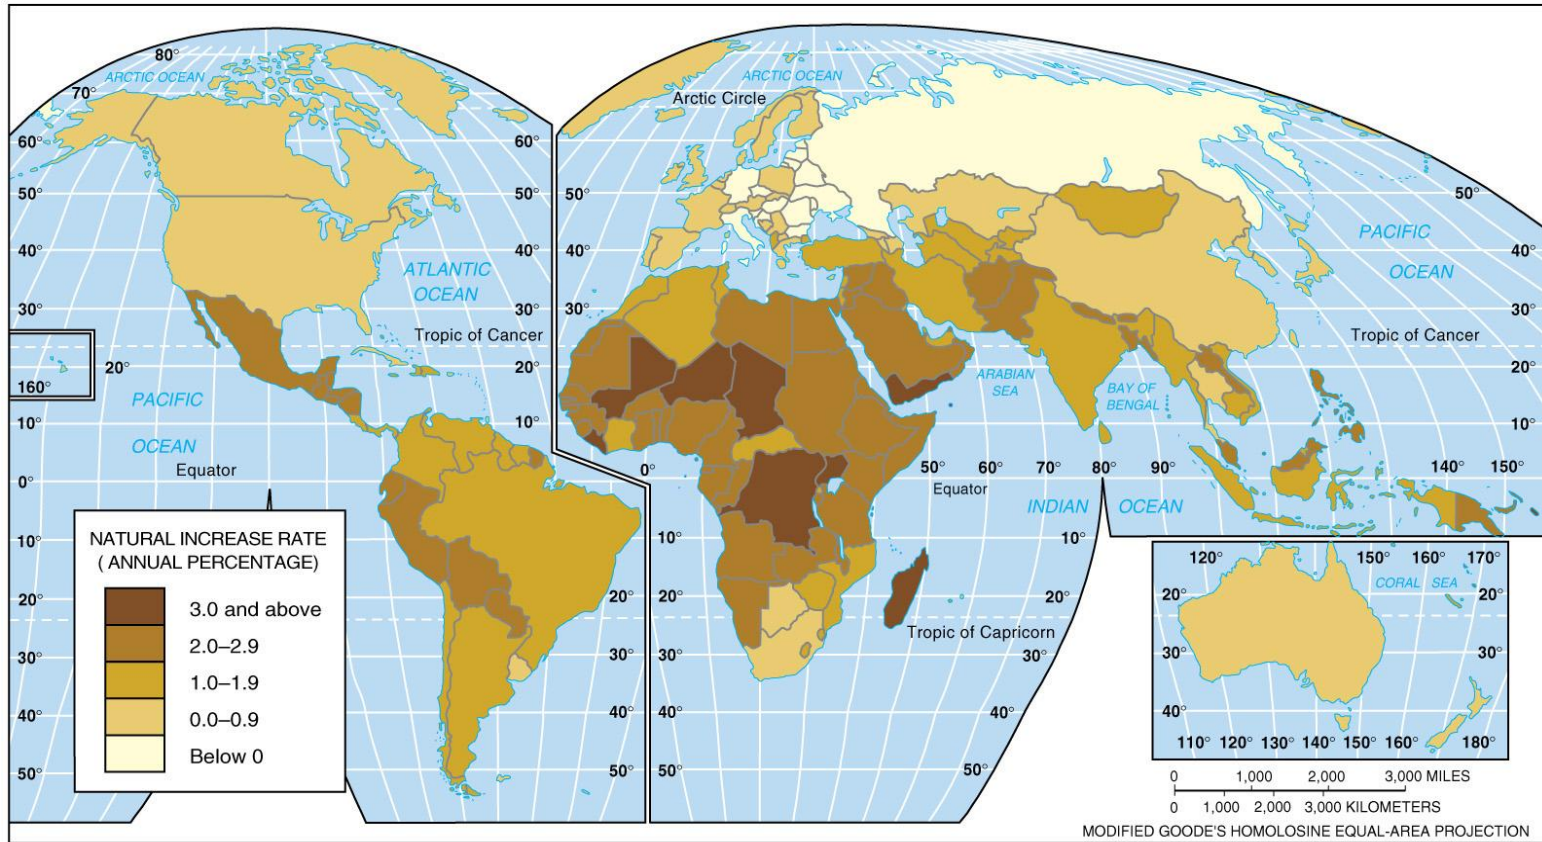 80°
ARCTIC OCEAN
70°
60°
60°
50°
50°
40°
40°
ATLANTIC
OCEAN
30°
30°
Tropic of Cancer
160°
20°
20°
PACIFIC
OCEAN
10°
10°
Equator
0°
10°
20°
20°
30°
30°
40°
40°
50°
50°
NATURAL INCREASE RATE
( ANNUAL PERCENTAGE)
3.0 and above
2.0–2.9
1.0–1.9
0.0–0.9
Below 0
ARCTIC OCEAN
Arctic Circle
50°
50°
40°
40°
PACIFIC
OCEAN
30°
30°
Tropic of Cancer
20°
ARABIAN
SEA
BAY OF
BENGAL
10°
0°
50°
60°
70°
80°
90°
140°
150°
Equator
INDIAN
OCEAN
10°
10°
20°
20°
Tropic of Capricorn
30°
30°
40°
40°
50°
50°
120°
150°
160°
170°
CORAL SEA
20°
20°
30°
30°
40°
40°
110°
120°
130°
140°
150°
160°
180°
0 1,000 2,000 3,000 MILES
0 1,000 2,000 3,000 KILOMETERS
MODIFIED GOODE'S HOMOLOSINE EQUAL-AREA PROJECTION